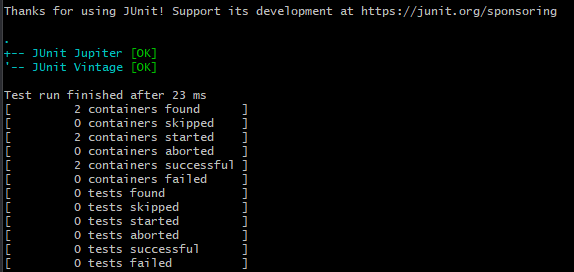 Thanks for using JUnit! Support its development at https://junit.org/sponsoring

.
+-- JUnit Jupiter [OK]
'-- JUnit Vintage [OK]

Test run finished after 23 ms
[         2 containers found      ]
[         0 containers skipped    ]
[         2 containers started    ]
[         0 containers aborted    ]
[         2 containers successful ]
[         0 containers failed     ]
[         0 tests found           ]
[         0 tests skipped         ]
[         0 tests started         ]
[         0 tests aborted         ]
[         0 tests successful      ]
[         0 tests failed          ]